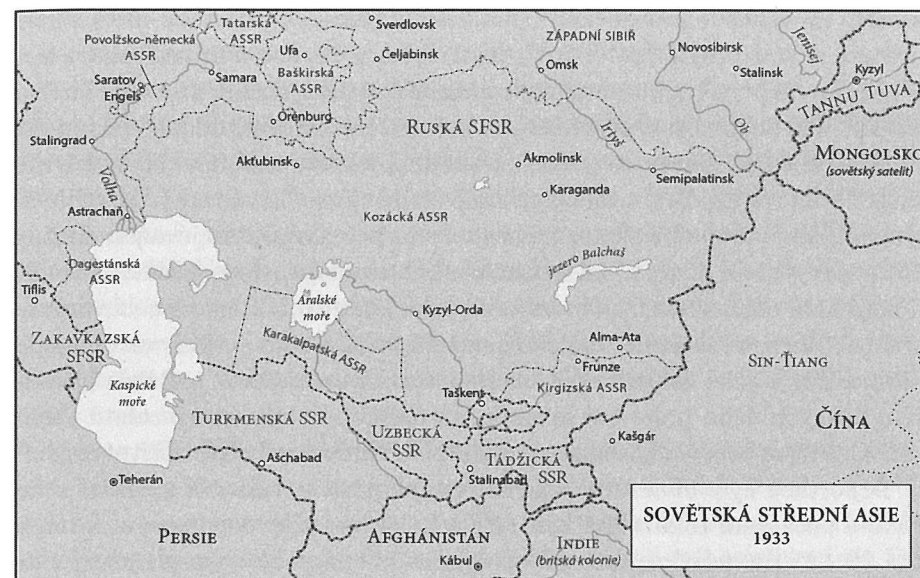 Tatarská
ASSR
Sverdlovsk
Povolžsko-německá
ASSR
Ufa
Čeljabinsk
ZÁPADNÍ SIBIŘ
Omsk
Novosibirsk
Stalinsk
Jenisej
Kyzyl
TANNU TUVA
Saratov
Engels
Samara
Baškirská
ASSR
Orenburg
RUSKÁ SFSR
Irtyš
Ob
MONGOLSKO
(sovětský satelit)
Stalingrad
Akťubinsk
Akmolinsk
Semipalatinsk
Volha
Karaganda
Astrachaň
Kozácká ASSR
Dagestánská
ASSR
jezero Balchaš
Tiflis
Aralské
moře
Kyzyl-Orda
ZAKAVKAZSKÁ
SFSR
Karakalpatská ASSR
Alma-Ata
Frunze
SIN-ŤIANG
Kirgizská ASSR
Kaspické
moře
Taškent
TURKMENSKÁ SSR
UZBECKÁ
SSR
ČÍNA
Kašgár
TÁDŽICKÁ
SSR
Ašchabad
Stalinabad
Teherán
SOVĚTSKÁ STŘEDNÍ ASIE
1933
PERSIE
AFGHÁNISTÁN
INDIE
(britská kolonie)
Kábul